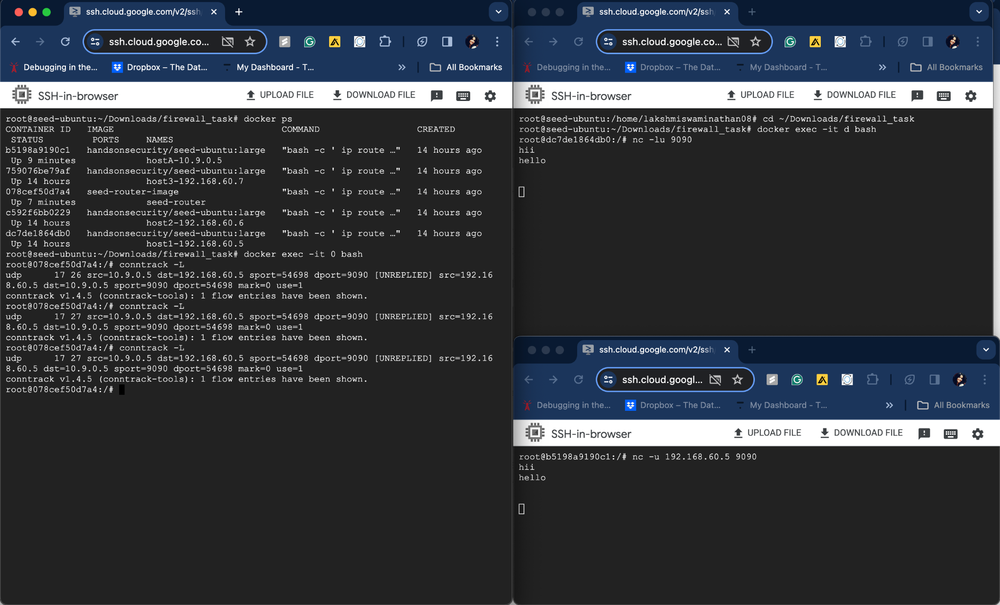 ssh.cloud.google.com/v2/ssh
ssh.cloud.google.co...
Debugging in the...
Dropbox – The Dat...
My Dashboard - T...
All Bookmarks
SSH-in-browser
UPLOAD FILE
DOWNLOAD FILE
root@seed-ubuntu:~/Downloads/firewall_task# docker ps
CONTAINER ID   IMAGE                               COMMAND                  CREATED
 STATUS         PORTS     NAMES
b5198a9190c1   handsonsecurity/seed-ubuntu:large   "bash -c ' ip route …"   14 hours ago
 Up 9 minutes             hostA-10.9.0.5
759076be79af   handsonsecurity/seed-ubuntu:large   "bash -c ' ip route …"   14 hours ago
 Up 14 hours              host3-192.168.60.7
078cef50d7a4   seed-router-image                   "bash -c ' ip route …"   14 hours ago
 Up 7 minutes             seed-router
c592f6bb0229   handsonsecurity/seed-ubuntu:large   "bash -c ' ip route …"   14 hours ago
 Up 14 hours              host2-192.168.60.6
dc7de1864db0   handsonsecurity/seed-ubuntu:large   "bash -c ' ip route …"   14 hours ago
 Up 14 hours              host1-192.168.60.5
root@seed-ubuntu:~/Downloads/firewall_task# docker exec -it 0 bash
root@078cef50d7a4:/# conntrack -L
udp      17 26 src=10.9.0.5 dst=192.168.60.5 sport=54698 dport=9090 [UNREPLIED] src=192.16
8.60.5 dst=10.9.0.5 sport=9090 dport=54698 mark=0 use=1
conntrack v1.4.5 (conntrack-tools): 1 flow entries have been shown.
root@078cef50d7a4:/# conntrack -L
udp      17 27 src=10.9.0.5 dst=192.168.60.5 sport=54698 dport=9090 [UNREPLIED] src=192.16
8.60.5 dst=10.9.0.5 sport=9090 dport=54698 mark=0 use=1
conntrack v1.4.5 (conntrack-tools): 1 flow entries have been shown.
root@078cef50d7a4:/# conntrack -L
udp      17 27 src=10.9.0.5 dst=192.168.60.5 sport=54698 dport=9090 [UNREPLIED] src=192.16
8.60.5 dst=10.9.0.5 sport=9090 dport=54698 mark=0 use=1
conntrack v1.4.5 (conntrack-tools): 1 flow entries have been shown.
root@078cef50d7a4:/#
ssh.cloud.google.com/v2/ssh
ssh.cloud.google.co...
Debugging in the...
Dropbox – The Dat...
My Dashboard - T...
All Bookmarks
SSH-in-browser
UPLOAD FILE
DOWNLOAD FILE
root@seed-ubuntu:/home/lakshmiswaminathan08# cd ~/Downloads/firewall_task
root@seed-ubuntu:~/Downloads/firewall_task# docker exec -it d bash
root@dc7de1864db0:/# nc -lu 9090
hii
hello
ssh.cloud.google.com/v2/ssh
ssh.cloud.googl...
Debugging in the...
Dropbox – The Dat...
My Dashboard - T...
All Bookmarks
SSH-in-browser
UPLOAD FILE
DOWNLOAD FILE
root@b5198a9190c1:/# nc -u 192.168.60.5 9090
hii
hello